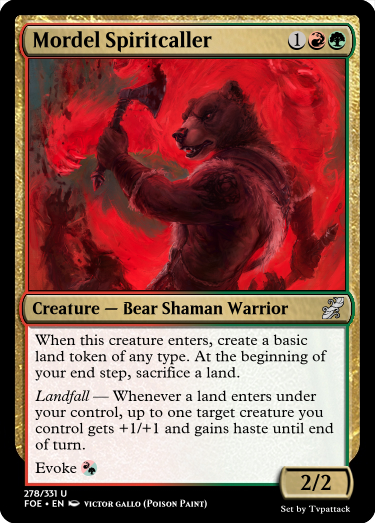 Mordel Spiritcaller 1
Creature — Bear Shaman Warrior
When this creature enters, create a basic
land token of any type. At the beginning of
your end step, sacrifice a land.
Landfall — Whenever a land enters under
your control, up to one target creature you
control gets +1/+1 and gains haste until end
of turn.
Evoke
2/2
278/331 U
FOE • EN VICTOR GALLO (POISON PAINT)
Set by Tvpattack